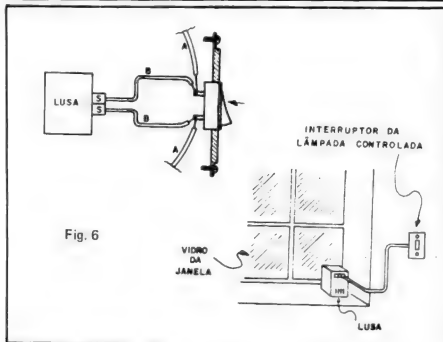 A
B
LUSA
S
S
B
A
Fig. 6
INTERRUPTOR DA
LÂMPADA CONTROLADA
VIDRO
DA
JANELA
LUSA